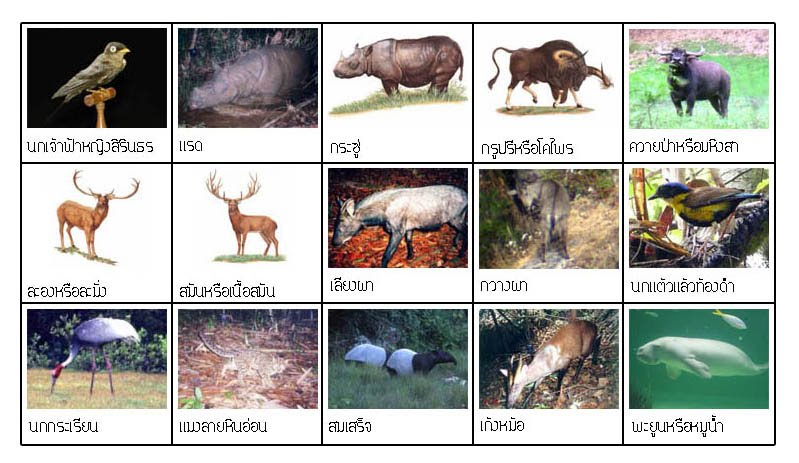 นกเจ้าฟ้าหญิงสิรินธร
แรด
กระซู่
กรูปรีหรือโคไพร
ควายป่าหรือมหิงสา
ละองหรือละมั่ง
สมันหรือเนื้อสมัน
เลียงผา
กวางผา
นกแต้วแล้วท้องดำ
นกกระเรียน
แมวลายหินอ่อน
สมเสร็จ
เก้งหม้อ
พะยูนหรือหมูน้ำ